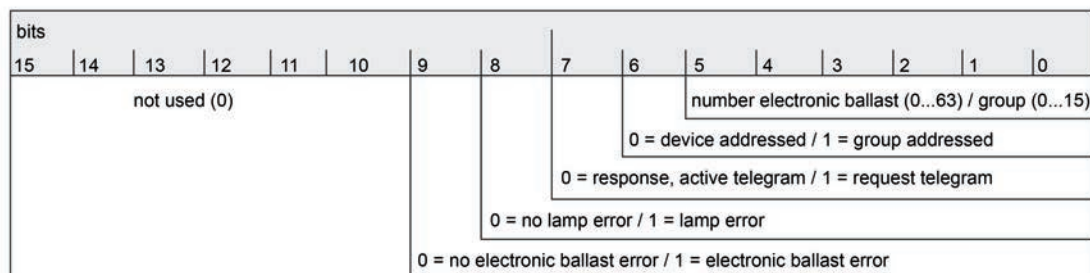 bits
15 14 13 12 11 10 9 8 7 6 5 4 3 2 1 0
not used (0)
number electronic ballast (0...63) / group (0...15)
0 = device addressed / 1 = group addressed
0 = response, active telegram / 1 = request telegram
0 = no lamp error / 1 = lamp error
0 = no electronic ballast error / 1 = electronic ballast error